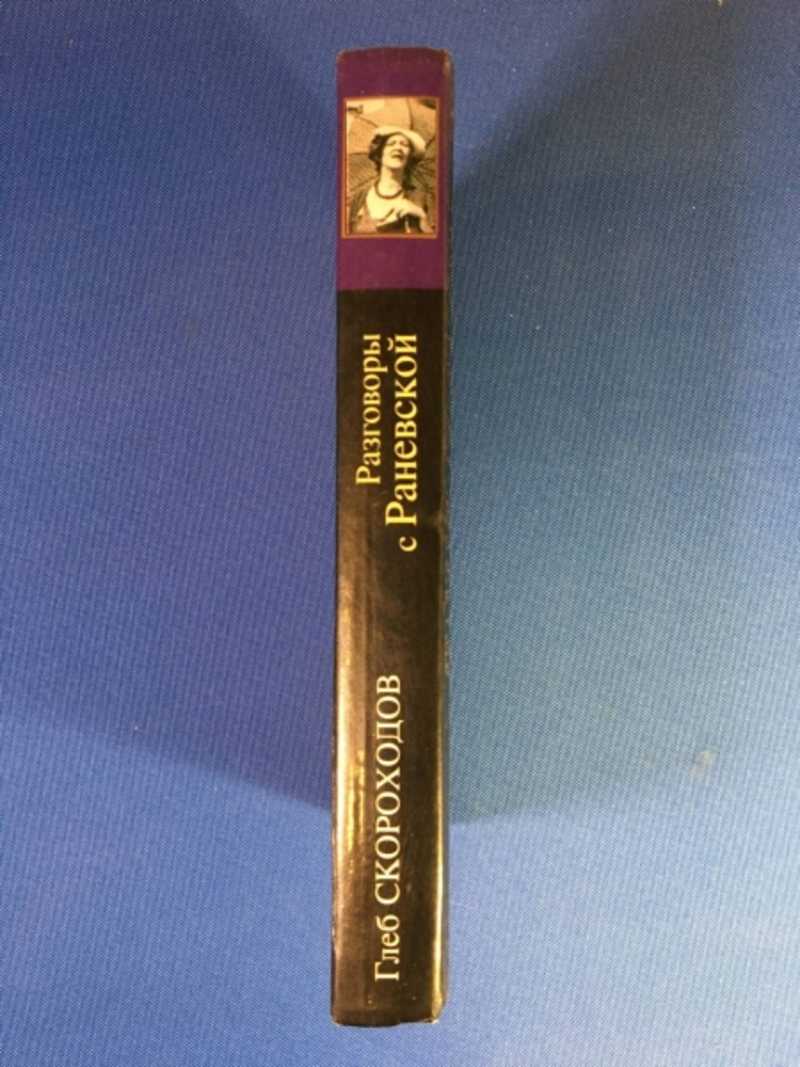 Глеб СКОРОХОДОВ
Разговоры
с Раневской